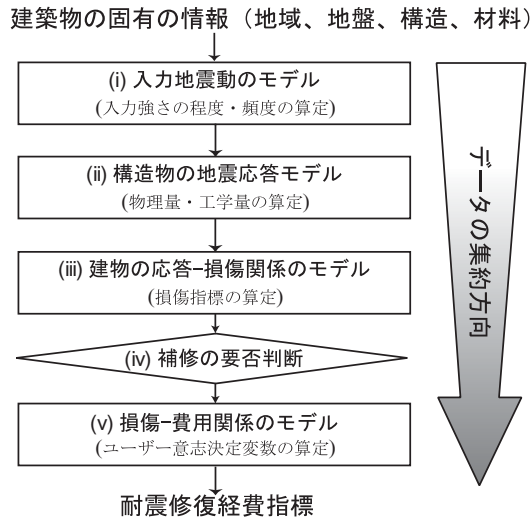 建築物の固有の情報（地域、地盤、構造、材料）
(i) 入力地震動のモデル
(入力強さの程度・頻度の算定)
(ii) 構造物の地震応答モデル
(物理量・工学量の算定)
(iii) 建物の応答−損傷関係のモデル
(損傷指標の算定)
(iv) 補修の要否判断
(v) 損傷−費用関係のモデル
(ユーザー意志決定変数の算定)
耐震修復経費指標
データの集約方向